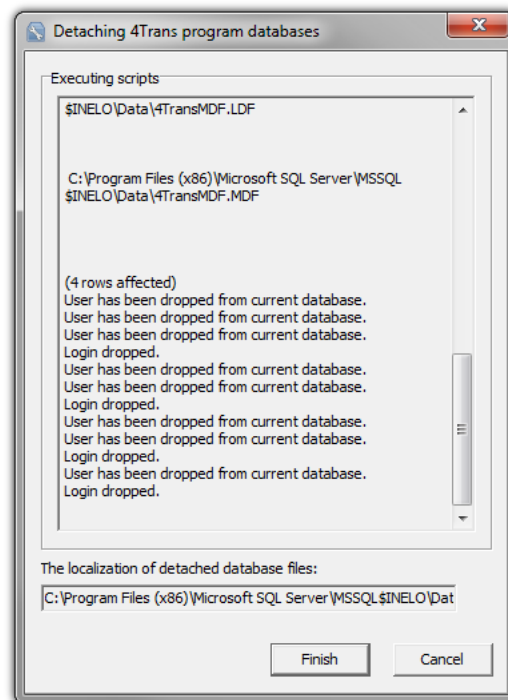 Detaching 4Trans program databases
Executing scripts
$INELO\Data\4TransMDF.LDF
C:\Program Files (x86)\Microsoft SQL Server\MSSQL
$INELO\Data\4TransMDF.MDF
(4 rows affected)
User has been dropped from current database.
User has been dropped from current database.
User has been dropped from current database.
Login dropped.
User has been dropped from current database.
User has been dropped from current database.
Login dropped.
User has been dropped from current database.
User has been dropped from current database.
Login dropped.
User has been dropped from current database.
Login dropped.
The localization of detached database files:
C:\Program Files (x86)\Microsoft SQL Server\MSSQL$INELO\Dat
Finish
Cancel